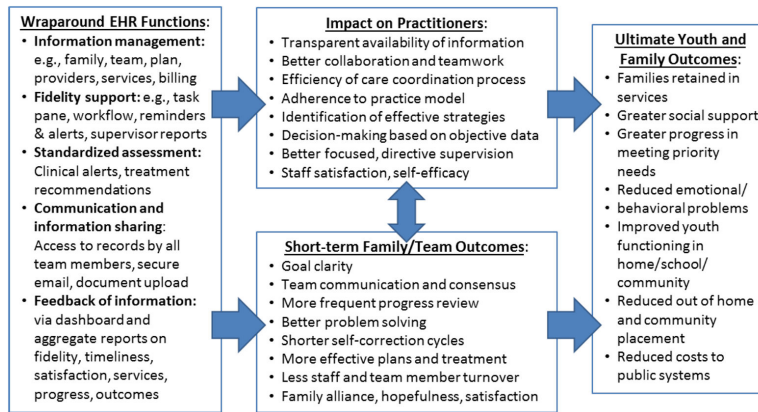 Wraparound EHR Functions:
• Information management:
e.g., family, team, plan,
providers, services, billing
• Fidelity support: e.g., task
pane, workflow, reminders
& alerts, supervisor reports
• Standardized assessment:
Clinical alerts, treatment
recommendations
• Communication and
information sharing:
Access to records by all
team members, secure
email, document upload
• Feedback of information:
via dashboard and
aggregate reports on
fidelity, timeliness,
satisfaction, services,
progress, outcomes
Impact on Practitioners:
• Transparent availability of information
• Better collaboration and teamwork
• Efficiency of care coordination process
• Adherence to practice model
• Identification of effective strategies
• Decision-making based on objective data
• Better focused, directive supervision
• Staff satisfaction, self-efficacy
Short-term Family/Team Outcomes:
• Goal clarity
• Team communication and consensus
• More frequent progress review
• Better problem solving
• Shorter self-correction cycles
• More effective plans and treatment
• Less staff and team member turnover
• Family alliance, hopefulness, satisfaction
Ultimate Youth and
Family Outcomes:
• Families retained in
services
• Greater social support
• Greater progress in
meeting priority
needs
• Reduced emotional/
behavioral problems
• Improved youth
functioning in
home/school/
community
• Reduced out of home
and community
placement
• Reduced costs to
public systems